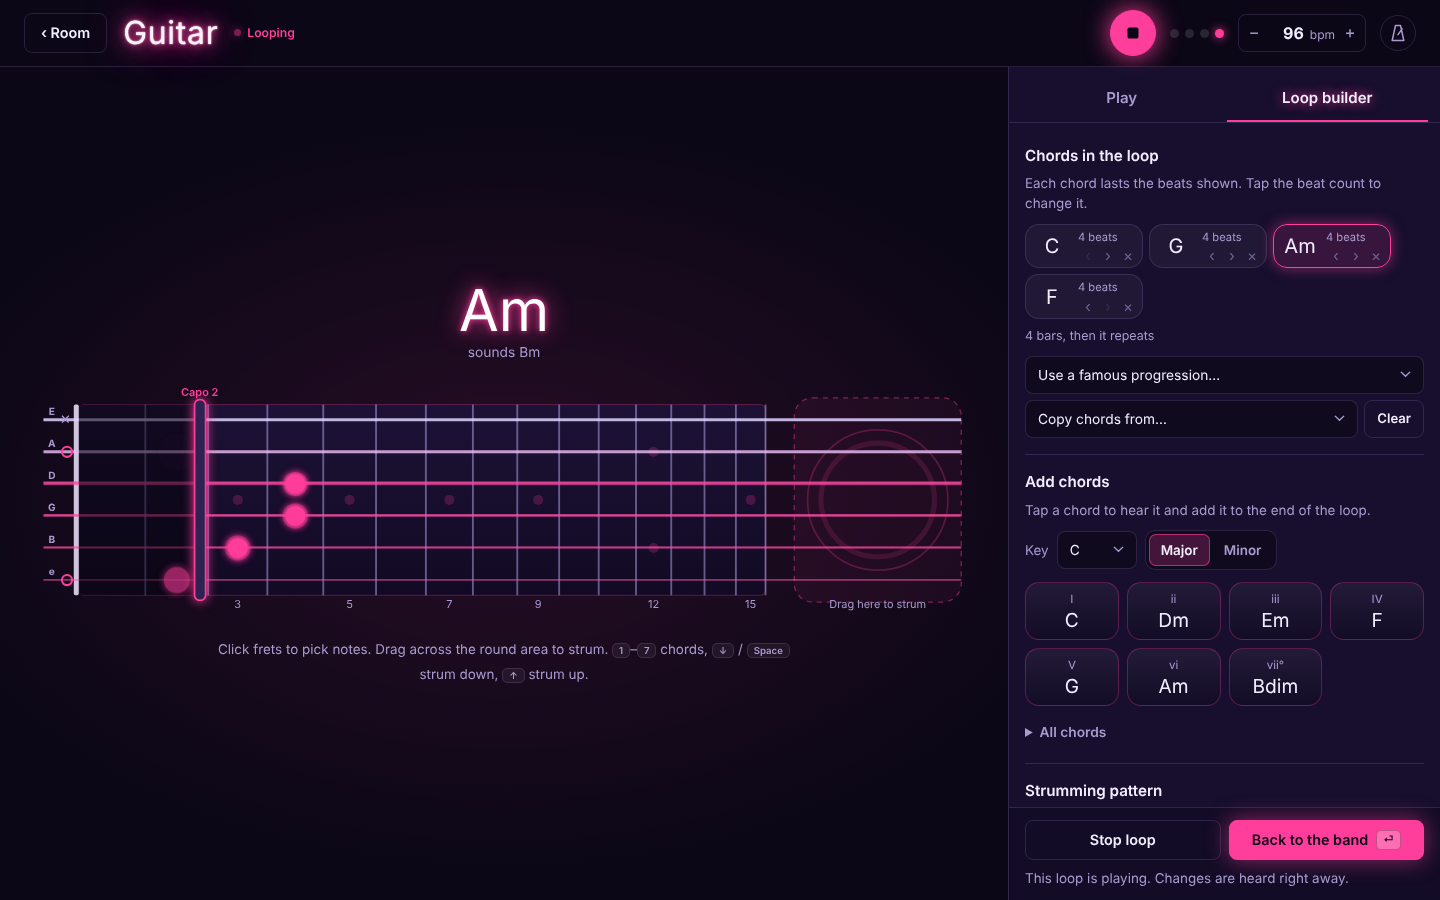 ‹ Room
Guitar
Looping
− 96 bpm +
Play
Loop builder
Am
sounds Bm
Capo 2
E
A
D
G
B
e
3 5 7 9 12 15
Drag here to strum
Click frets to pick notes. Drag across the round area to strum. 1–7 chords, ↓ / Space
strum down, ↑ strum up.
Chords in the loop
Each chord lasts the beats shown. Tap the beat count to
change it.
C 4 beats ‹ › ×
G 4 beats ‹ › ×
Am 4 beats ‹ › ×
F 4 beats ‹ › ×
4 bars, then it repeats
Use a famous progression...
Copy chords from...
Clear
Add chords
Tap a chord to hear it and add it to the end of the loop.
Key C Major Minor
I ii iii IV
C Dm Em F
V vi vii°
G Am Bdim
▶ All chords
Strumming pattern
Stop loop
Back to the band ⏎
This loop is playing. Changes are heard right away.